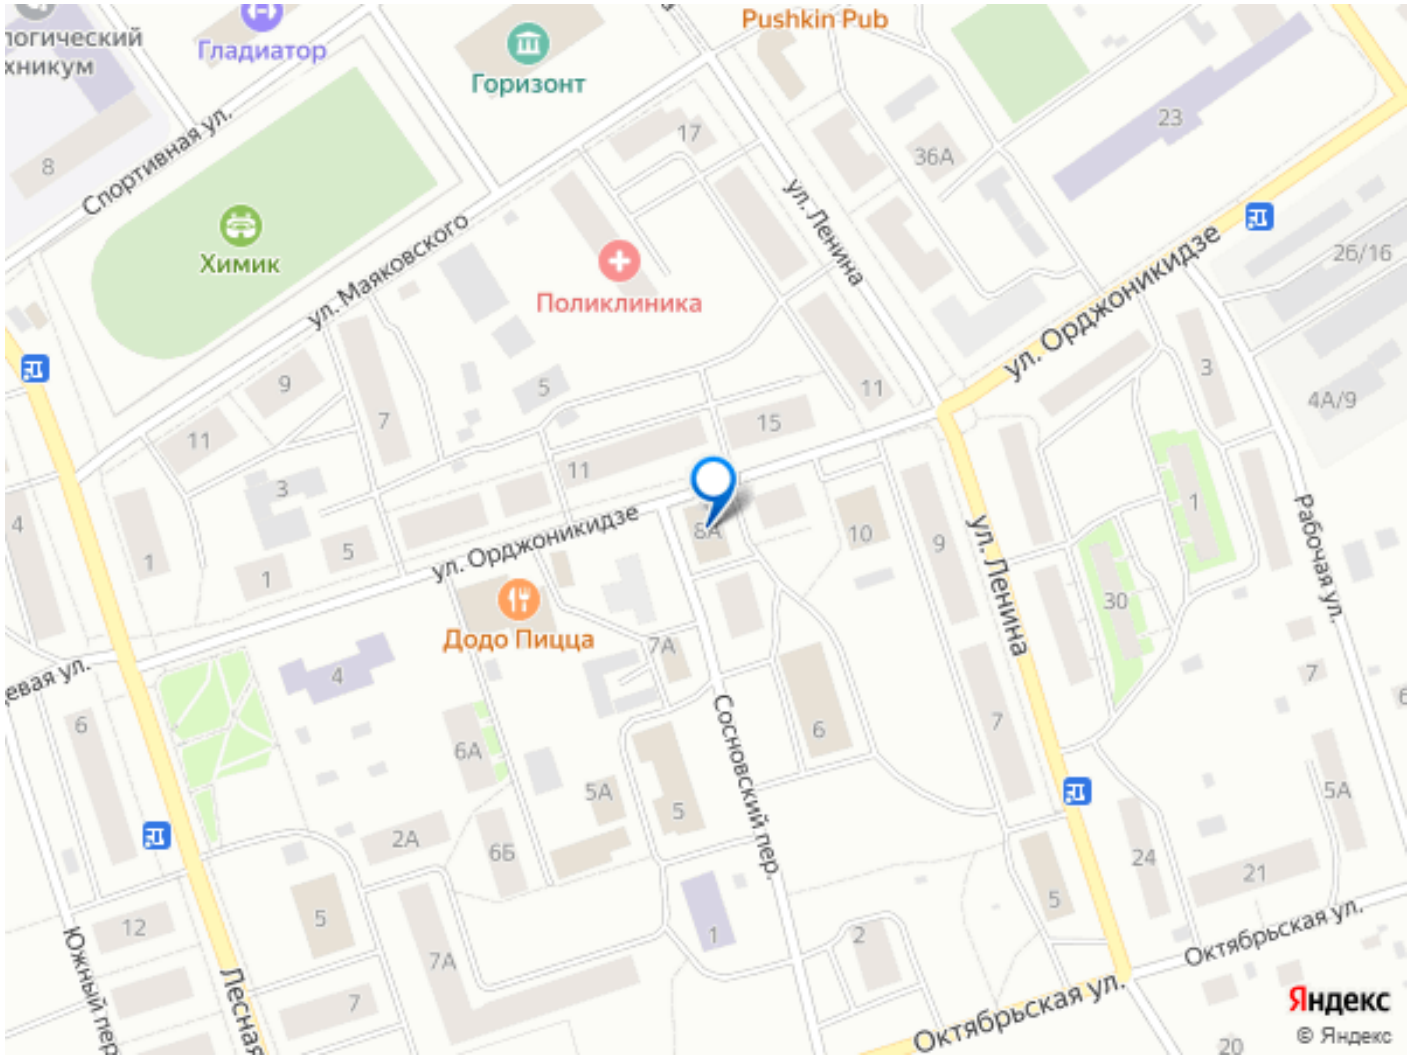 Pushkin Pub
логический
хникум
Гладиатор
Горизонт
Спортивная ул.
8
17
23
36А
Химик
ул. Маяковского
Поликлиника
ул. Ленина
ул. Орджоникидзе
26/16
9
5
11
3
4А/9
11
7
15
11
3
4
1
5
1
ул. Орджоникидзе
8А
10
9
ул. Ленина
1
Рабочая ул.
30
Додо Пицца
7А
4
евая ул.
6
6А
Сосновский пер.
6
7
7
6
5А
5
5А
2А
6Б
24
21
5
12
5
1
2
7А
7
Южный пер
Лесная
Октябрьская ул.
Октябрьская ул.
20
Яндекс
© Яндекс